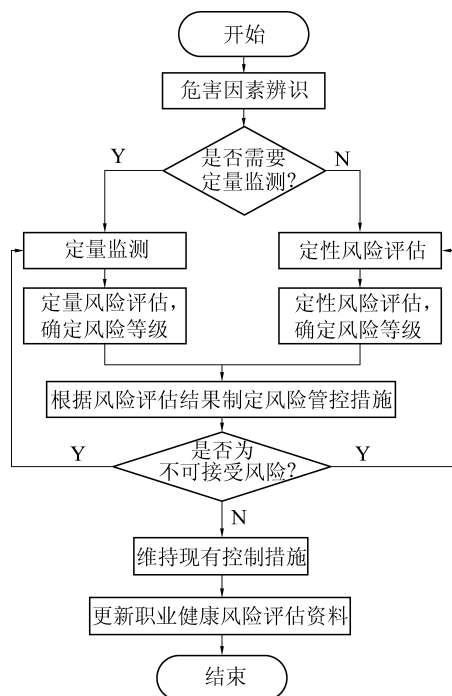 开始
危害因素辨识
是否需要
定量监测?
Y
N
定量监测
定性风险评估
定量风险评估，
确定风险等级
定性风险评估，
确定风险等级
根据风险评估结果制定风险管控措施
是否为
不可接受风险?
Y
Y
N
维持现有控制措施
更新职业健康风险评估资料
结束